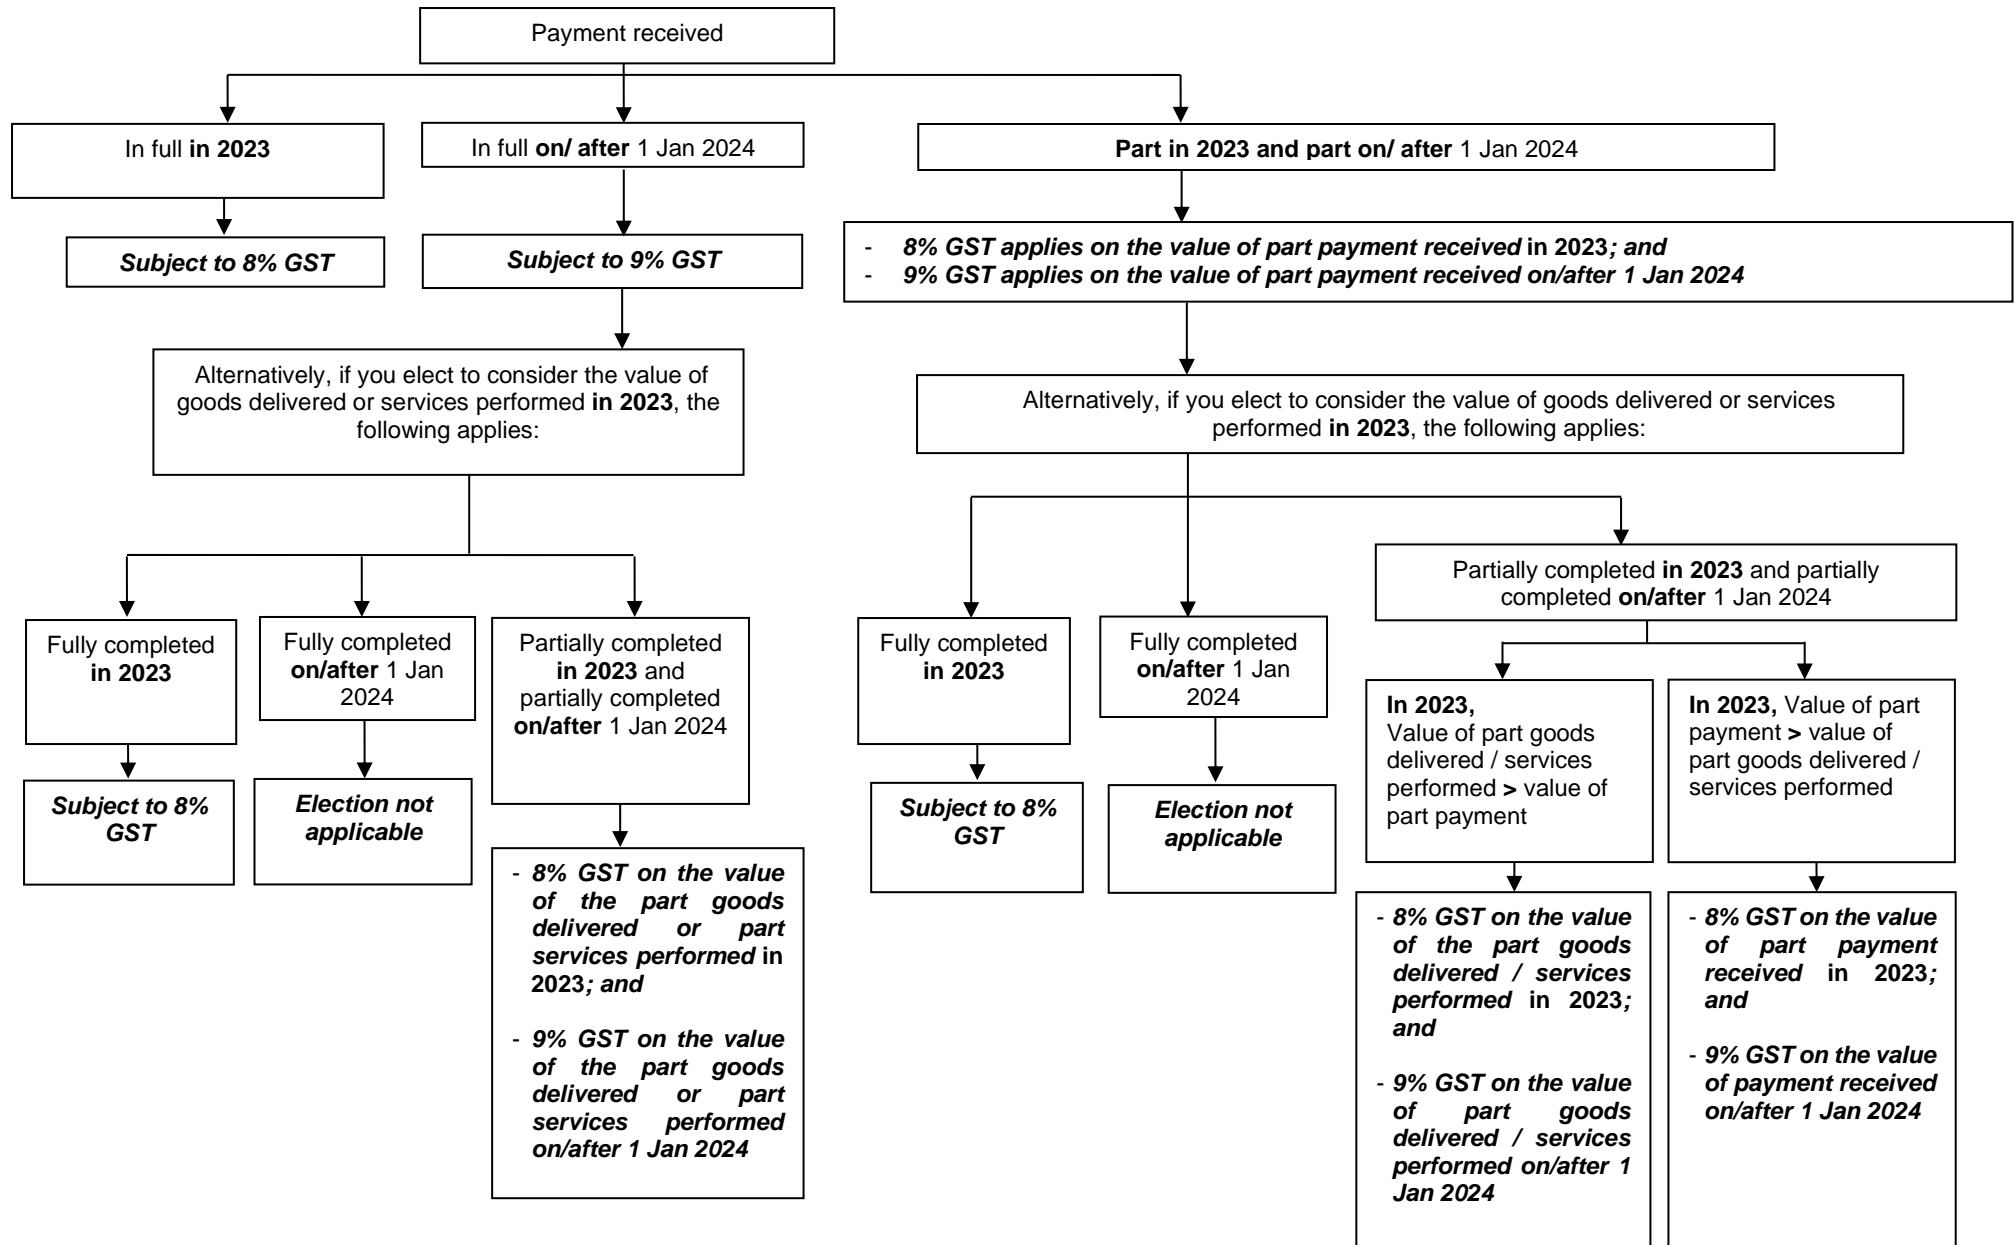 Payment received
In full in 2023
In full on/ after 1 Jan 2024
Part in 2023 and part on/ after 1 Jan 2024
Subject to 8% GST
Subject to 9% GST
- 8% GST applies on the value of part payment received in 2023; and
- 9% GST applies on the value of part payment received on/after 1 Jan 2024
Alternatively, if you elect to consider the value of
goods delivered or services performed in 2023, the
following applies:
Alternatively, if you elect to consider the value of goods delivered or services
performed in 2023, the following applies:
Fully completed
in 2023
Fully completed
on/after 1 Jan
2024
Partially completed
in 2023 and
partially completed
on/after 1 Jan 2024
Subject to 8%
GST
Election not
applicable
- 8% GST on the value
of the part goods
delivered or part
services performed in
2023; and
- 9% GST on the value
of the part goods
delivered or part
services performed
on/after 1 Jan 2024
Fully completed
in 2023
Fully completed
on/after 1 Jan
2024
Partially completed in 2023 and partially
completed on/after 1 Jan 2024
Subject to 8%
GST
Election not
applicable
In 2023,
Value of part goods
delivered / services
performed > value of
part payment
In 2023, Value of part
payment > value of
part goods delivered /
services performed
- 8% GST on the value
of the part goods
delivered / services
performed in 2023;
and
- 9% GST on the value
of part goods
delivered / services
performed on/after 1
Jan 2024
- 8% GST on the value
of part payment
received in 2023;
and
- 9% GST on the value
of payment received
on/after 1 Jan 2024